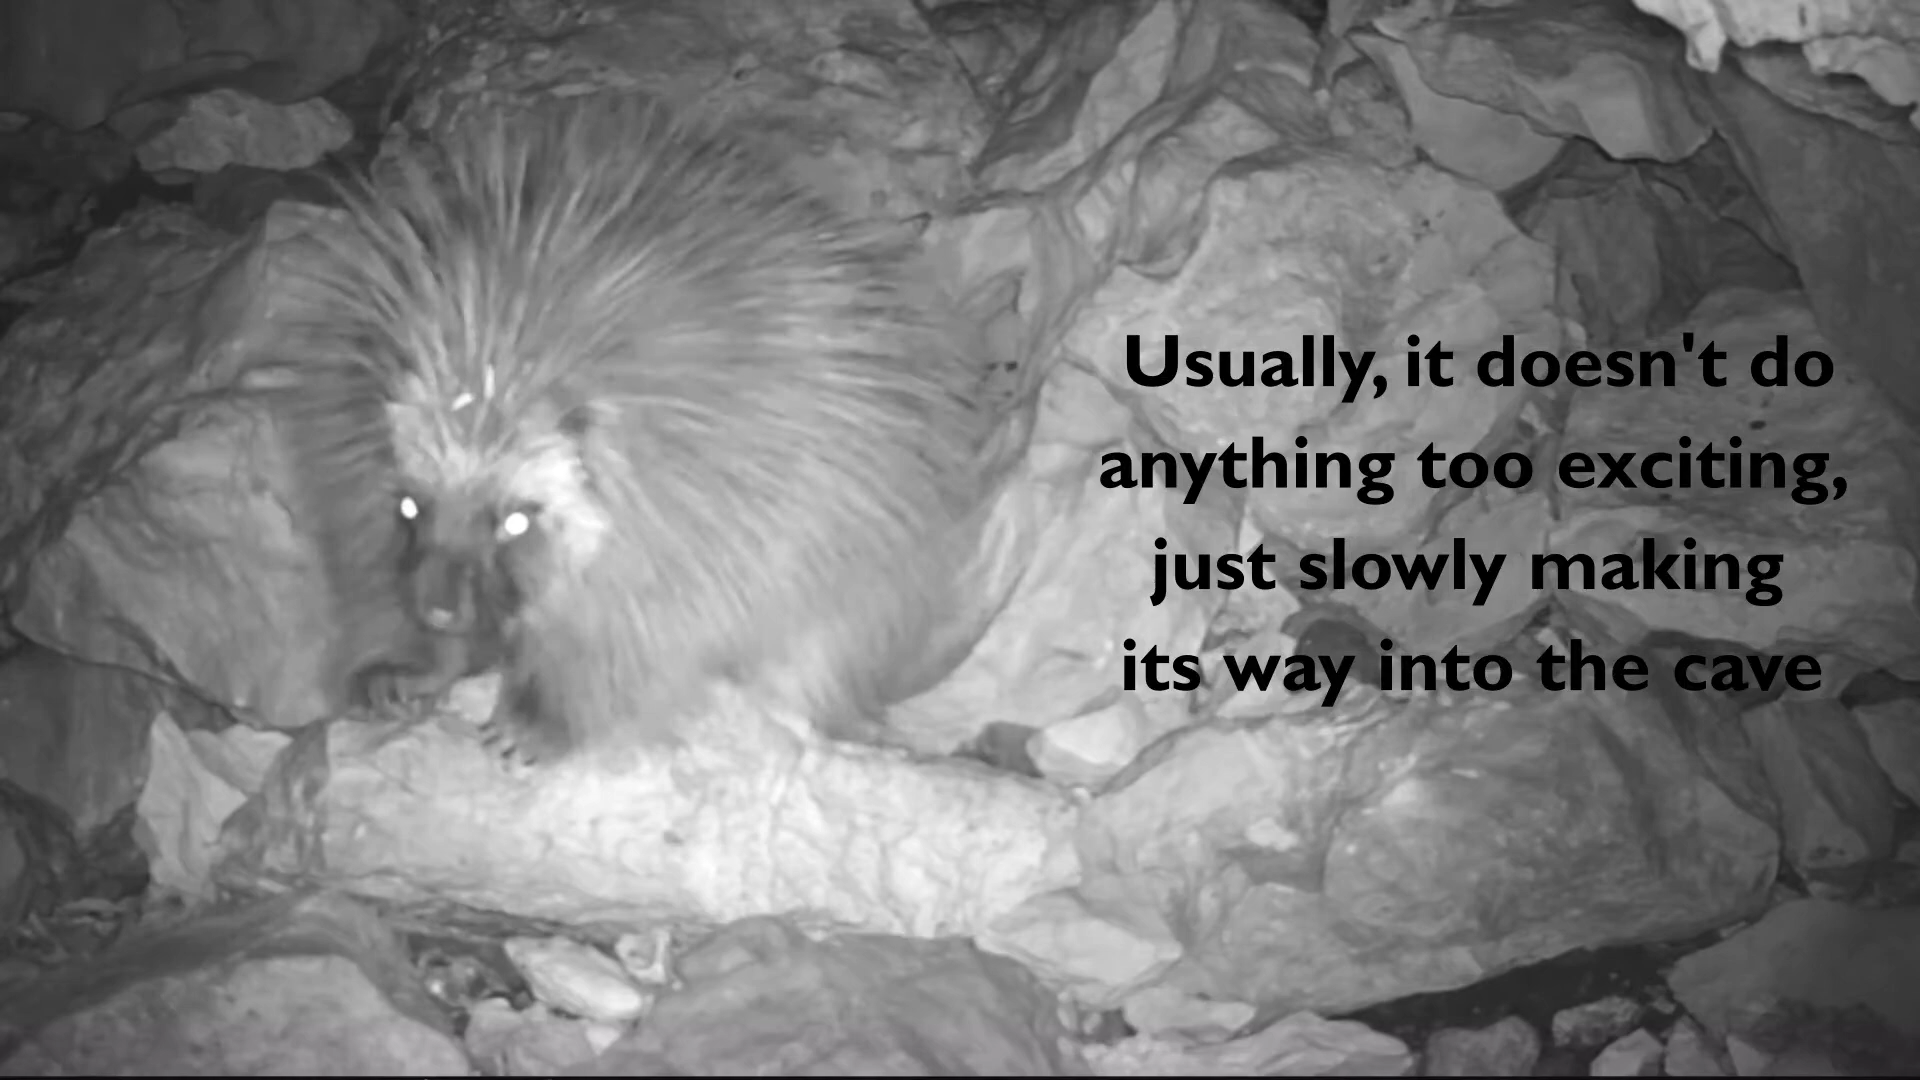 Usually, it doesn't do
anything too exciting,
just slowly making
its way into the cave